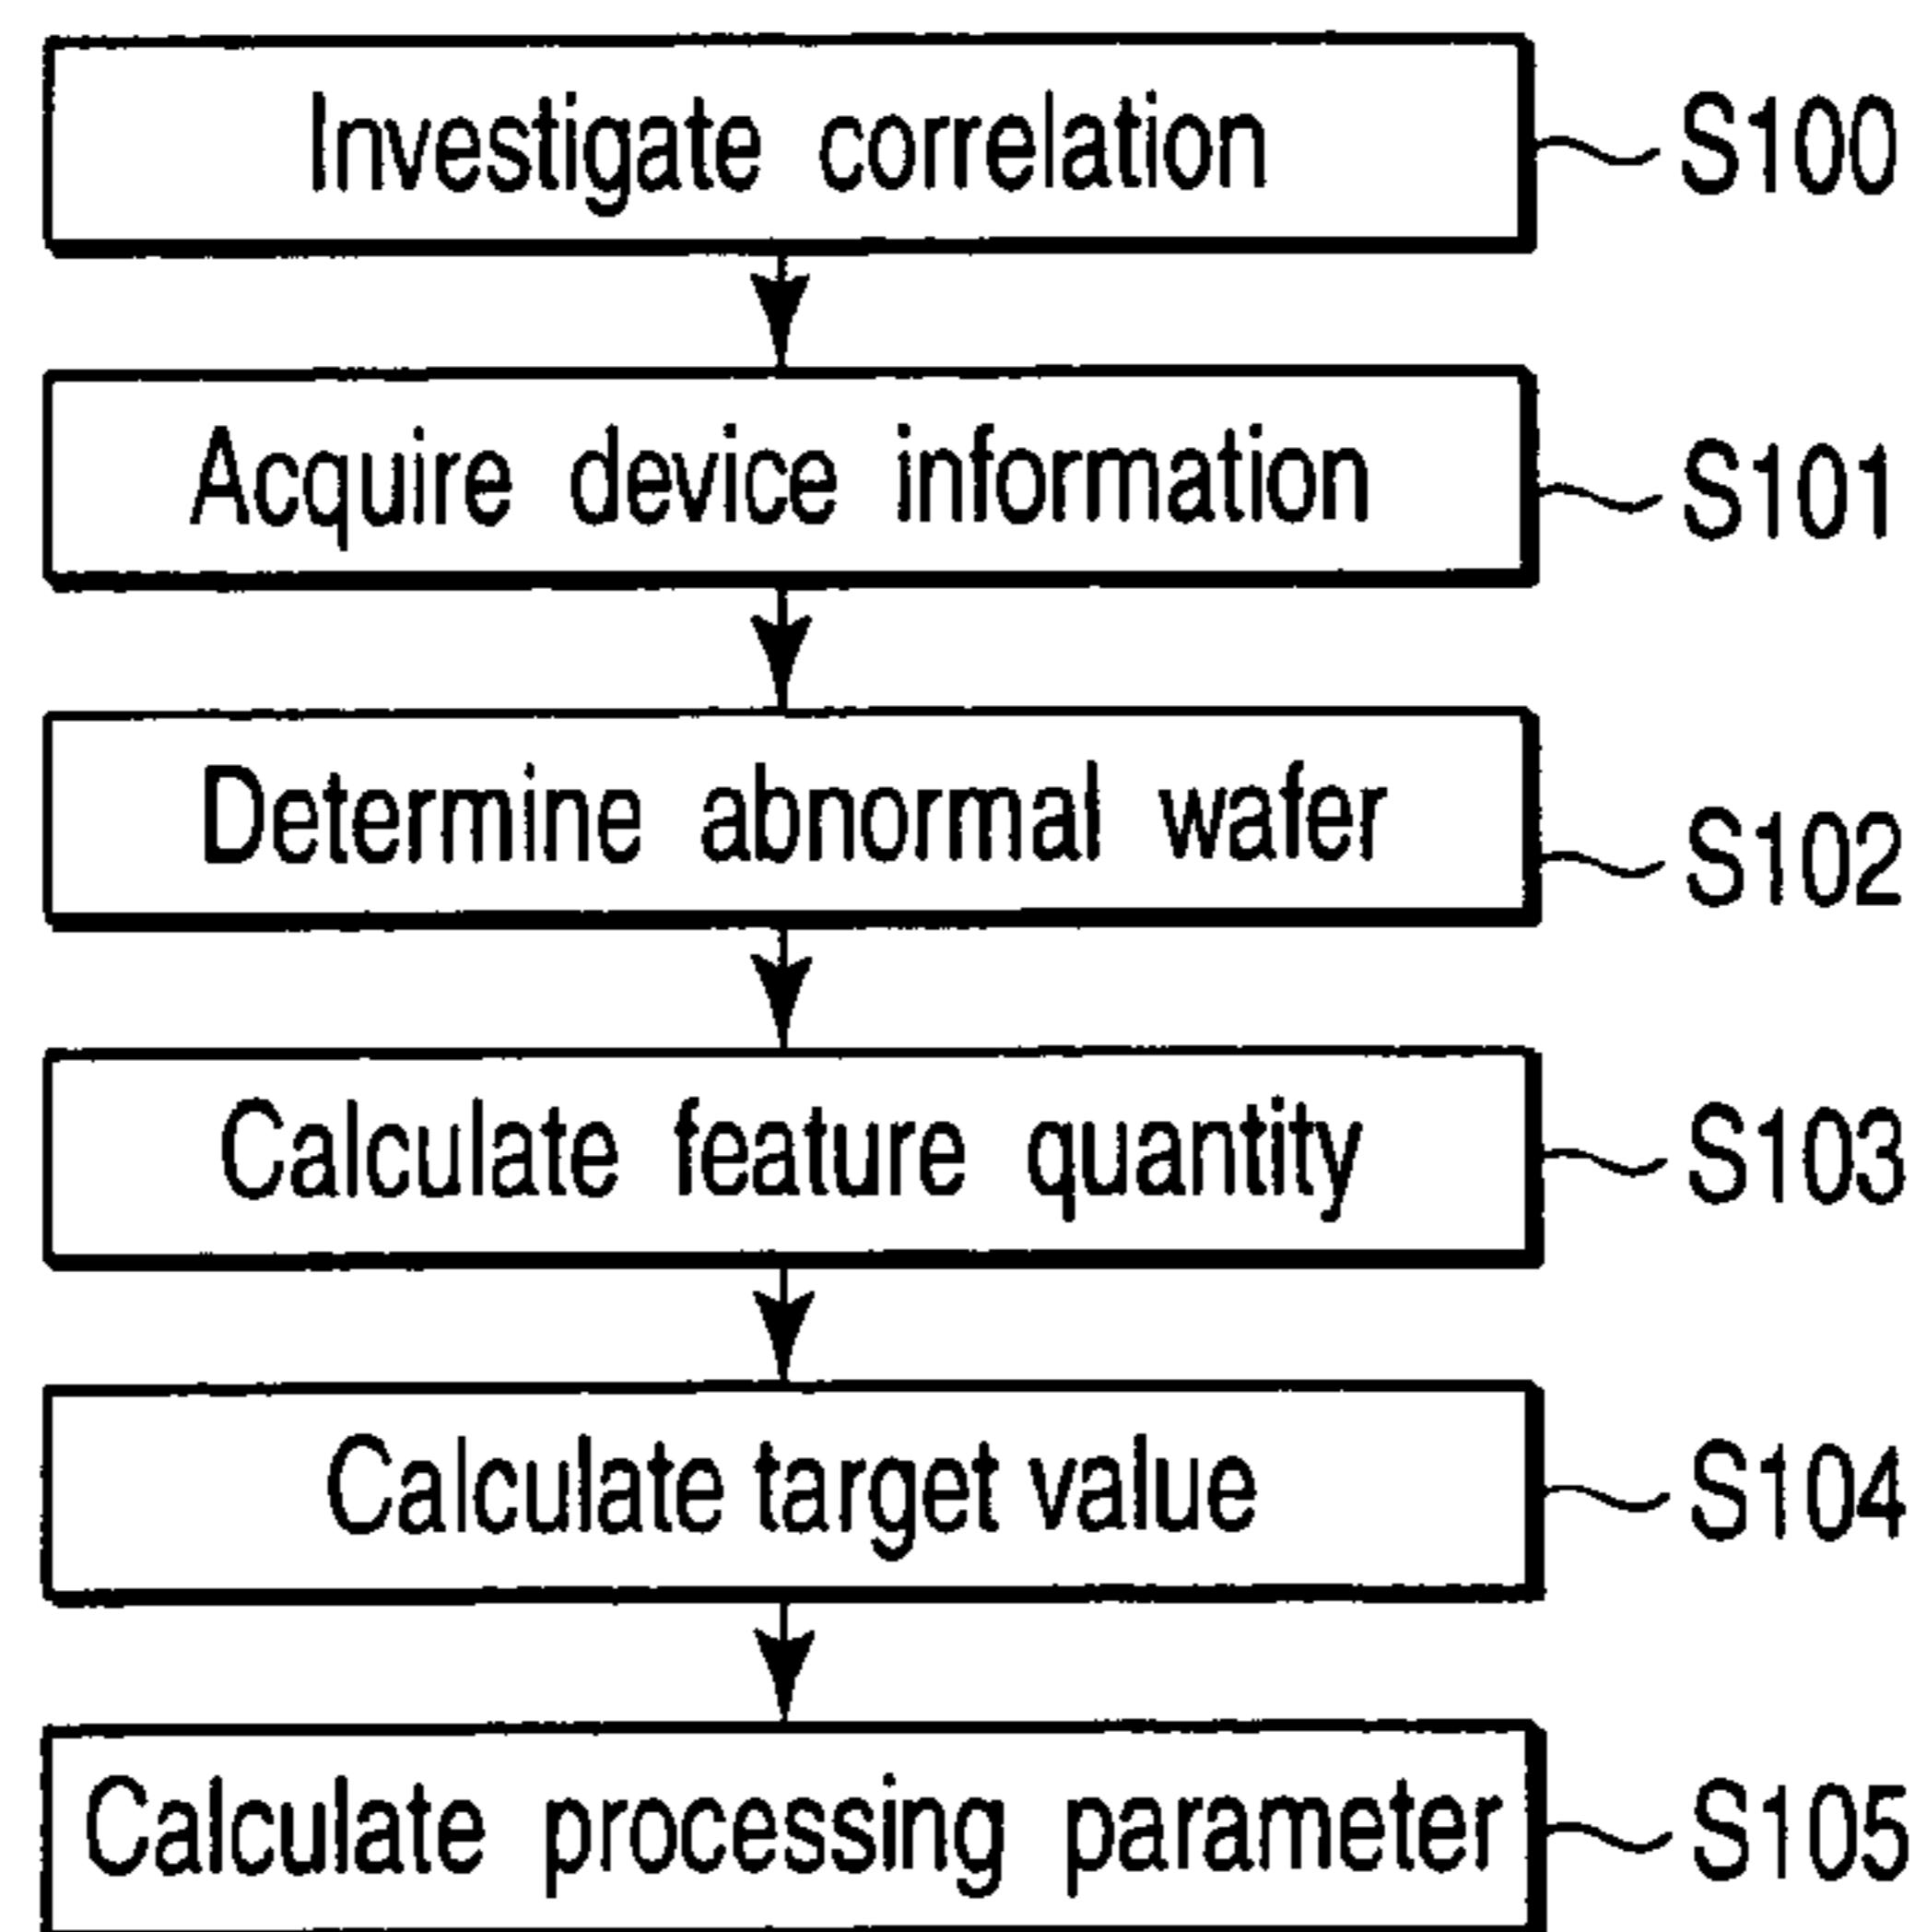 Investigate correlation S100
Acquire device information S101
Determine abnormal wafer S102
Calculate feature quantity S103
Calculate target value S104
Calculate processing parameter S105